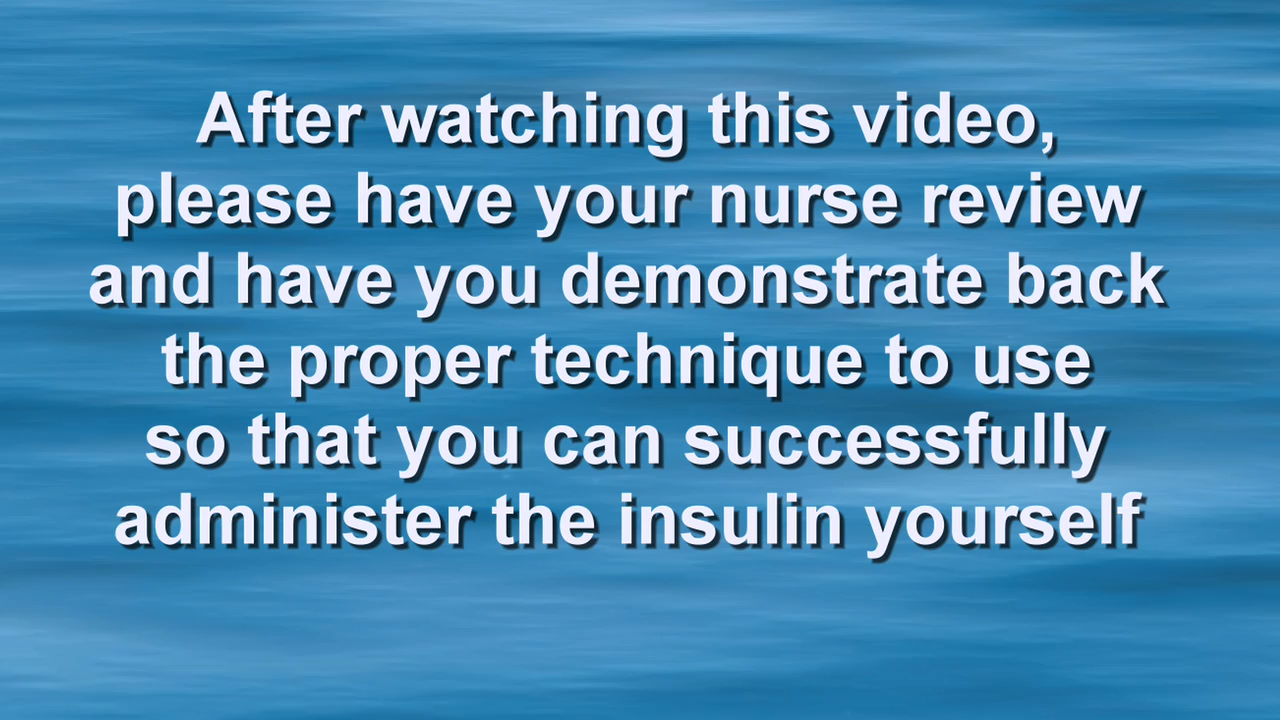 After watching this video,
please have your nurse review
and have you demonstrate back
the proper technique to use
so that you can successfully
administer the insulin yourself